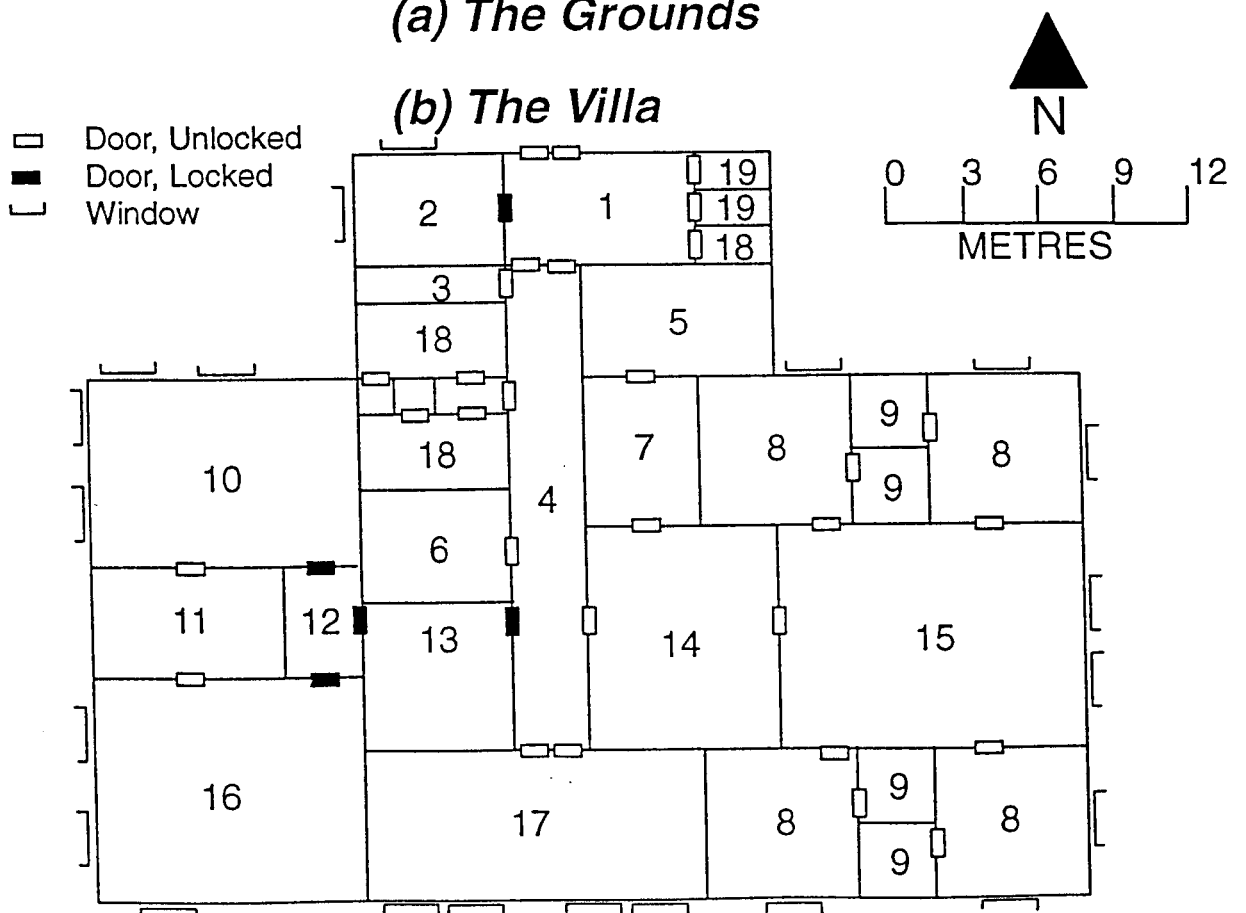 (a) The Grounds
(b) The Villa
N
Door, Unlocked
Door, Locked
Window
0 3 6 9 12
METRES
19
2 1 19
18
3
5
18
9
7 8 8
10 18
9
4
6
11 12 13 14 15
9
16 17 8 8
9